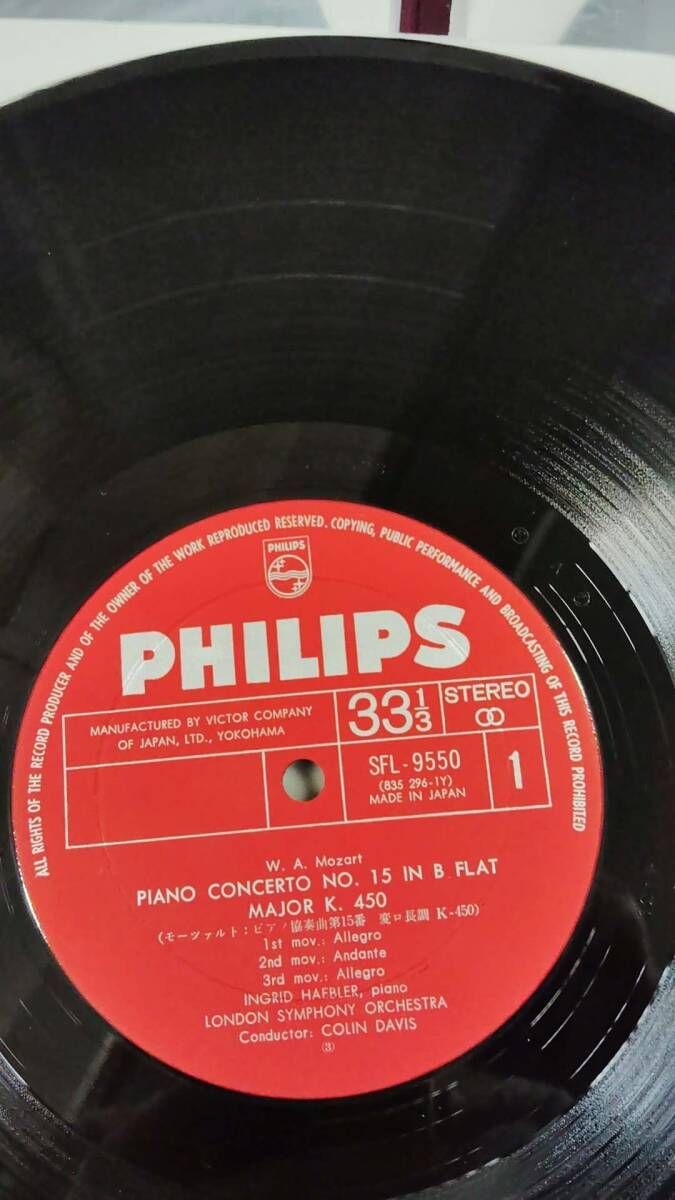 ALL RIGHTS OF THE RECORD PRODUCER AND OF THE OWNER OF THE WORK REPRODUCED RESERVED. COPYING, PUBLIC PERFORMANCE AND BROADCASTING OF THIS RECORD PROHIBITED
PHILIPS
PHILIPS
MANUFACTURED BY VICTOR COMPANY
OF JAPAN, LTD., YOKOHAMA
33 1/3
STEREO
SFL-9550
(835 296-1Y)
MADE IN JAPAN
1
W. A. Mozart
PIANO CONCERTO NO. 15 IN B FLAT
MAJOR K. 450
(モーツァルト：ピアノ協奏曲第15番 変ロ長調 K-450)
1st mov.: Allegro
2nd mov.: Andante
3rd mov.: Allegro
INGRID HAEBLER, piano
LONDON SYMPHONY ORCHESTRA
Conductor: COLIN DAVIS
(3)